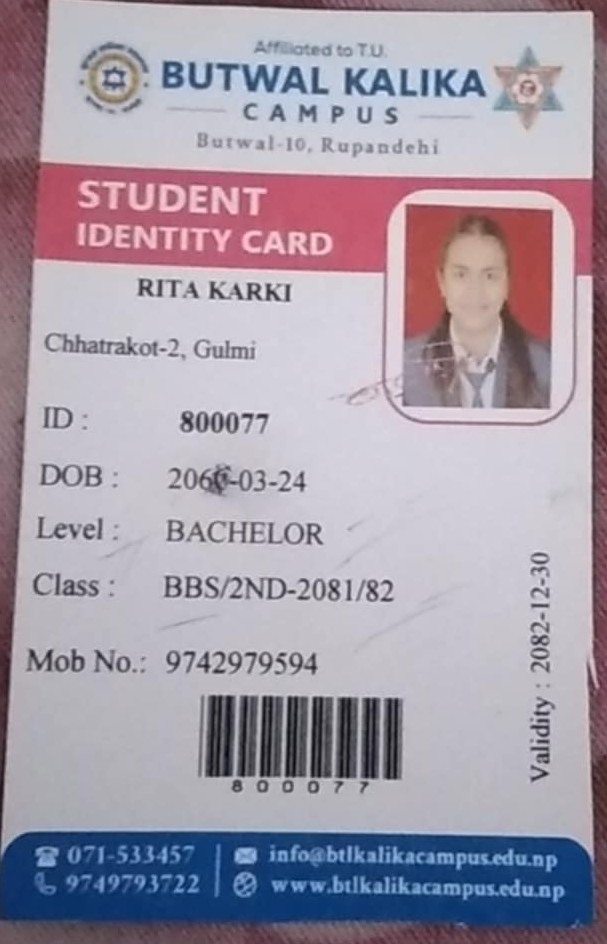 Affiliated to T.U.
BUTWAL KALIKA
CAMPUS
Butwal-10, Rupandehi
STUDENT
IDENTITY CARD
RITA KARKI
Chhatrakot-2, Gulmi
ID : 800077
DOB : 206-03-24
Level : BACHELOR
Class : BBS/2ND-2081/82
Mob No.: 9742979594
Validity : 2082-12-30
800077
071-533457
info@btlkalikacampus.edu.np
9749793722
www.btlkalikacampus.edu.np